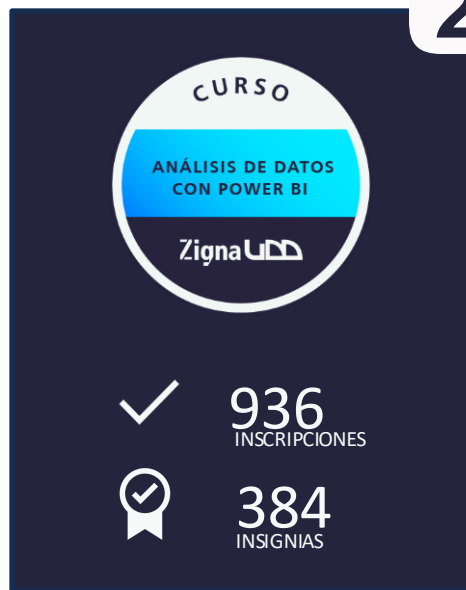 CURSO
ANÁLISIS DE DATOS
CON POWER BI
Zigna UDD
936
INSCRIPCIONES
384
INSIGNIAS